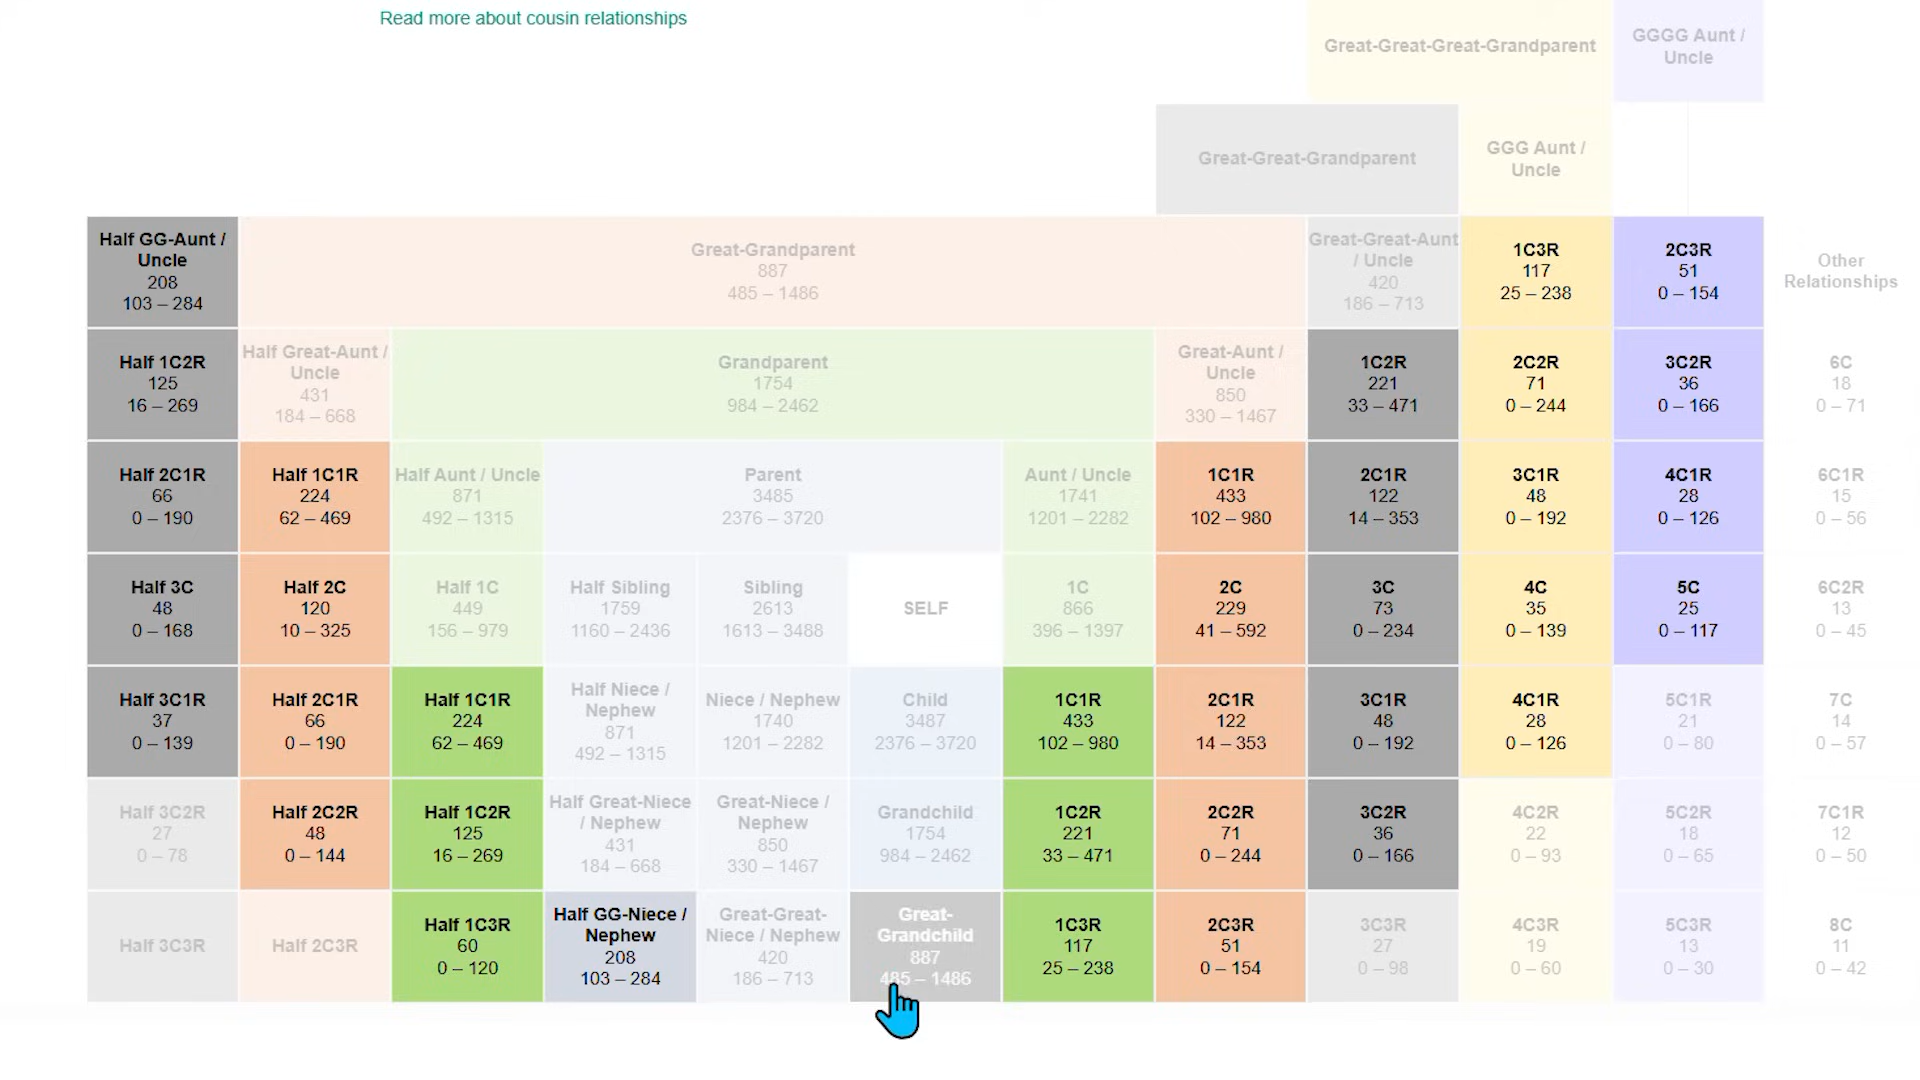 Read more about cousin relationships
Great-Great-Great-Grandparent
GGGG Aunt /
Uncle
Great-Great-Grandparent
GGG Aunt /
Uncle
Half GG-Aunt /
Uncle
208
103 – 284
Great-Grandparent
887
485 – 1486
Great-Great-Aunt
/ Uncle
420
186 – 713
1C3R
117
25 – 238
2C3R
51
0 – 154
Other
Relationships
Half 1C2R
125
16 – 269
Half Great-Aunt /
Uncle
431
184 – 668
Grandparent
1754
984 – 2462
Great-Aunt /
Uncle
850
330 – 1467
1C2R
221
33 – 471
2C2R
71
0 – 244
3C2R
36
0 – 166
6C
18
0 – 71
Half 2C1R
66
0 – 190
Half 1C1R
224
62 – 469
Half Aunt / Uncle
871
492 – 1315
Parent
3485
2376 – 3720
Aunt / Uncle
1741
1201 – 2282
1C1R
433
102 – 980
2C1R
122
14 – 353
3C1R
48
0 – 192
4C1R
28
0 – 126
6C1R
15
0 – 56
Half 3C
48
0 – 168
Half 2C
120
10 – 325
Half 1C
449
156 – 979
Half Sibling
1759
1160 – 2436
Sibling
2613
1613 – 3488
SELF
1C
866
396 – 1397
2C
229
41 – 592
3C
73
0 – 234
4C
35
0 – 139
5C
25
0 – 117
6C2R
13
0 – 45
Half 3C1R
37
0 – 139
Half 2C1R
66
0 – 190
Half 1C1R
224
62 – 469
Half Niece /
Nephew
871
492 – 1315
Niece / Nephew
1740
1201 – 2282
Child
3487
2376 – 3720
1C1R
433
102 – 980
2C1R
122
14 – 353
3C1R
48
0 – 192
4C1R
28
0 – 126
5C1R
21
0 – 80
7C
14
0 – 57
Half 3C2R
27
0 – 78
Half 2C2R
48
0 – 144
Half 1C2R
125
16 – 269
Half Great-Niece
/ Nephew
431
184 – 668
Great-Niece /
Nephew
850
330 – 1467
Grandchild
1754
984 – 2462
1C2R
221
33 – 471
2C2R
71
0 – 244
3C2R
36
0 – 166
4C2R
22
0 – 93
5C2R
18
0 – 65
7C1R
12
0 – 50
Half 3C3R
Half 2C3R
Half 1C3R
60
0 – 120
Half GG-Niece /
Nephew
208
103 – 284
Great-Great-
Niece / Nephew
420
186 – 713
Great-
Grandchild
887
485 – 1486
1C3R
117
25 – 238
2C3R
51
0 – 154
3C3R
27
0 – 98
4C3R
19
0 – 60
5C3R
13
0 – 30
8C
11
0 – 42